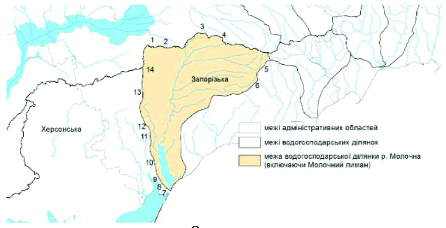 3
4
1
2
5
6
14
Запорізька
13
Херсонська
12
11
10
9
8
7
межі адміністративних областей
межі водогосподарських ділянок
межа водогосподарської ділянки р. Молочна
(включаючи Молочний лиман)